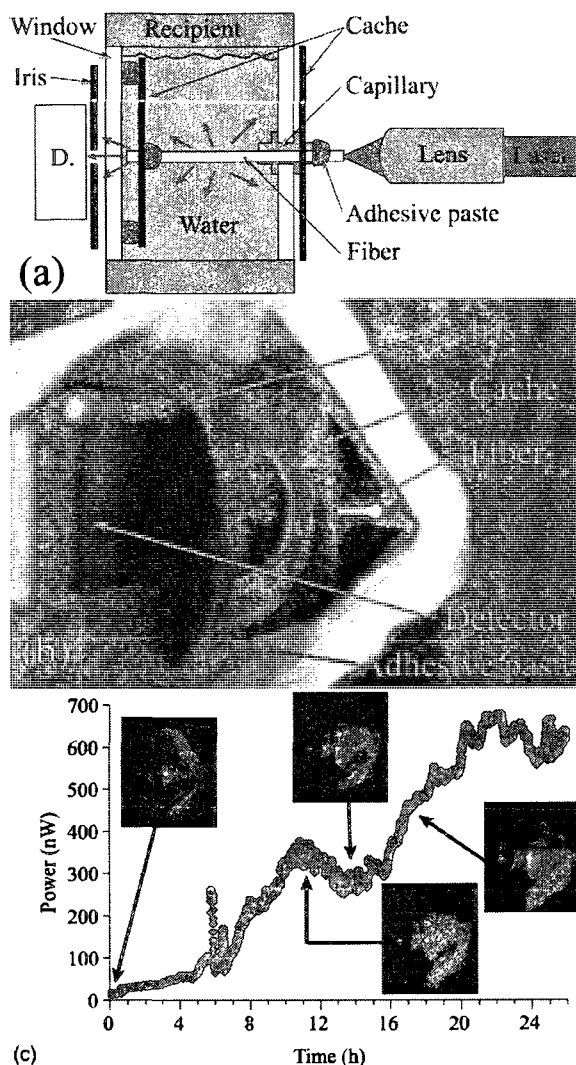 Recipient
Window
Cache
Iris
Capillary
D.
Lens
Laser
Adhesive paste
Water
Fiber
(a)
Iris
Cache
Fiber
Detector
(b)
Adhesive paste
700
600
500
400
300
200
100
0
Power (nW)
0 4 8 12 16 20 24
Time (h)
(c)